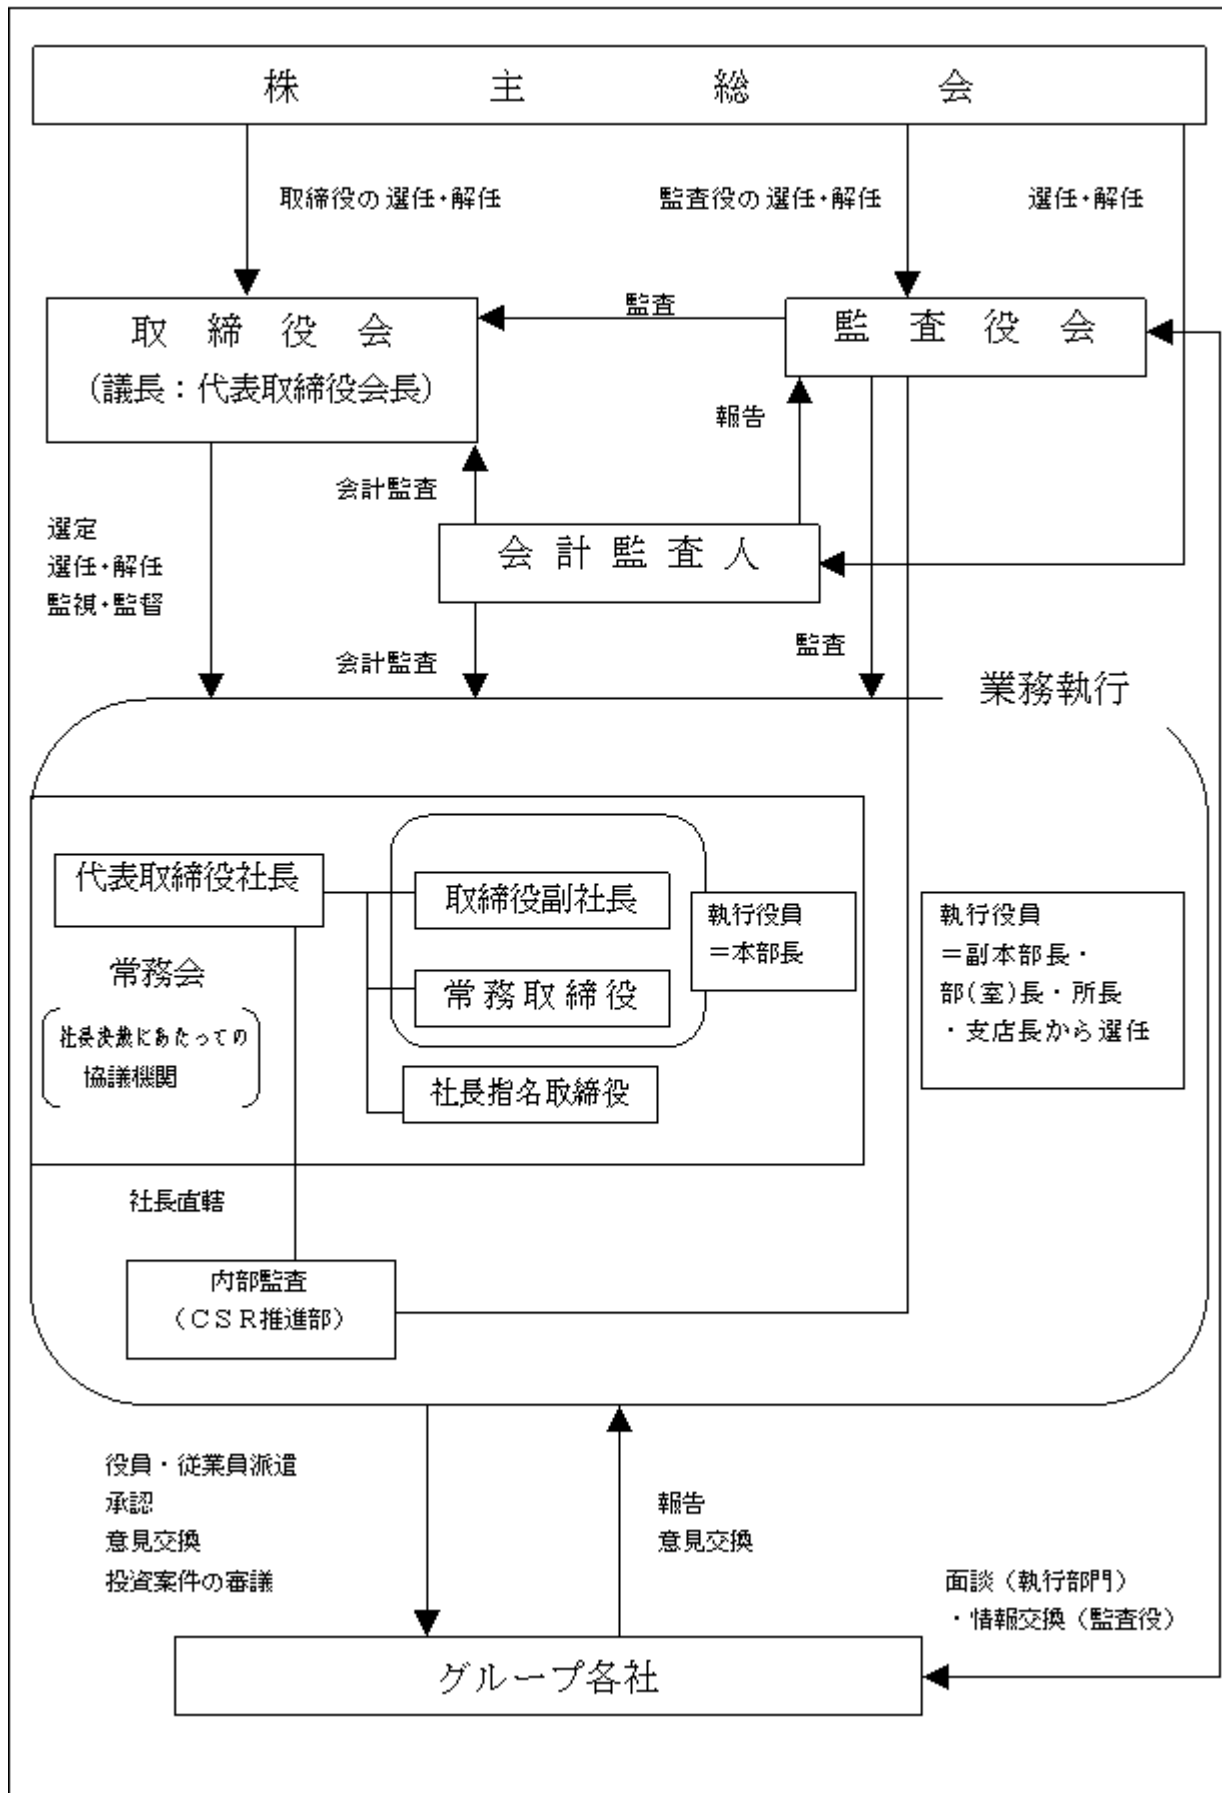 株主総会
取締役の選任・解任
監査役の選任・解任
選任・解任
取締役会
（議長：代表取締役会長）
監査
監査役会
報告
会計監査
選定
選任・解任
監視・監督
会計監査人
会計監査
監査
業務執行
代表取締役社長
取締役副社長
執行役員
＝本部長
執行役員
＝副本部長・
部(室)長・所長
・支店長から選任
常務会
社長決裁にあたっての
協議機関
常務取締役
社長指名取締役
社長直轄
内部監査
（ＣＳＲ推進部）
役員・従業員派遣
承認
意見交換
投資案件の審議
報告
意見交換
面談（執行部門）
・情報交換（監査役）
グループ各社